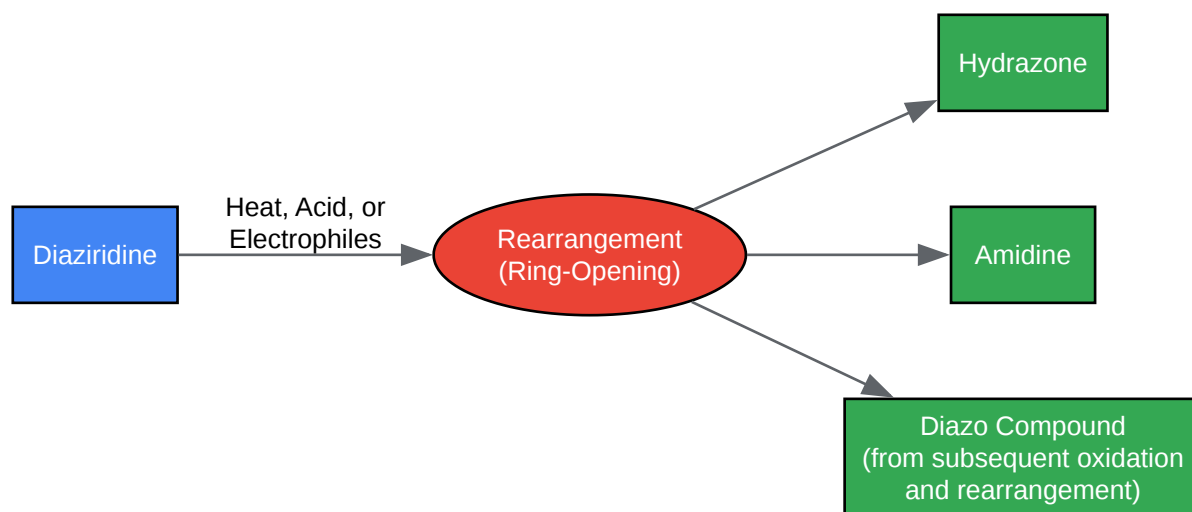 Hydrazone
Heat, Acid, or
Electrophiles
Diaziridine
Rearrangement
(Ring-Opening)
Amidine
Diazo Compound
(from subsequent oxidation
and rearrangement)